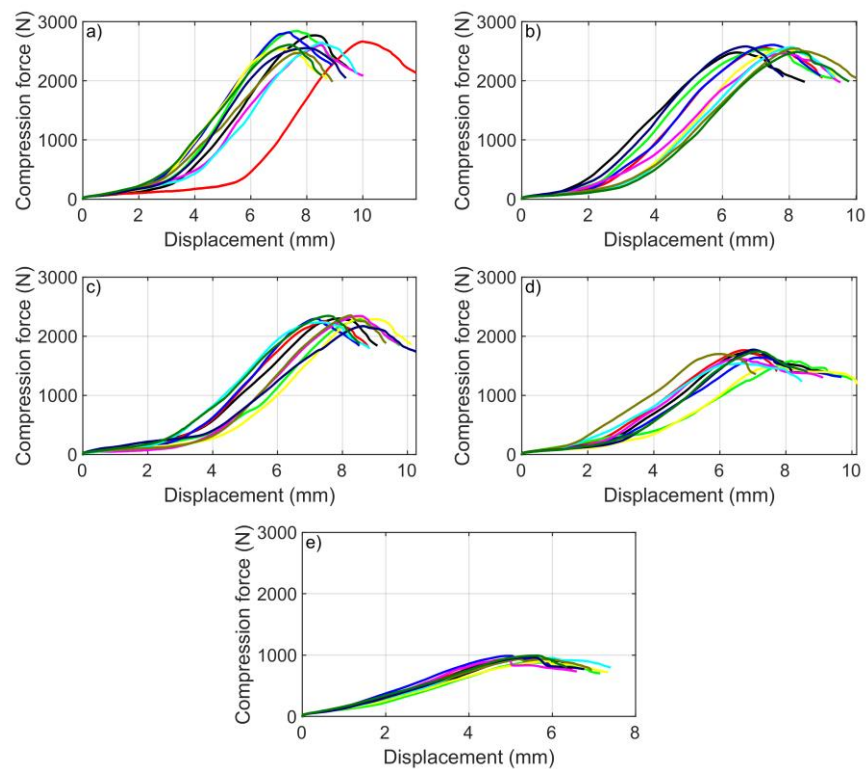 a)
Compression force (N)
3000
2000
1000
0
0 2 4 6 8 10
Displacement (mm)
b)
Compression force (N)
3000
2000
1000
0
0 2 4 6 8 10
Displacement (mm)
c)
Compression force (N)
3000
2000
1000
0
0 2 4 6 8 10
Displacement (mm)
d)
Compression force (N)
3000
2000
1000
0
0 2 4 6 8 10
Displacement (mm)
e)
Compression force (N)
3000
2000
1000
0
0 2 4 6 8
Displacement (mm)